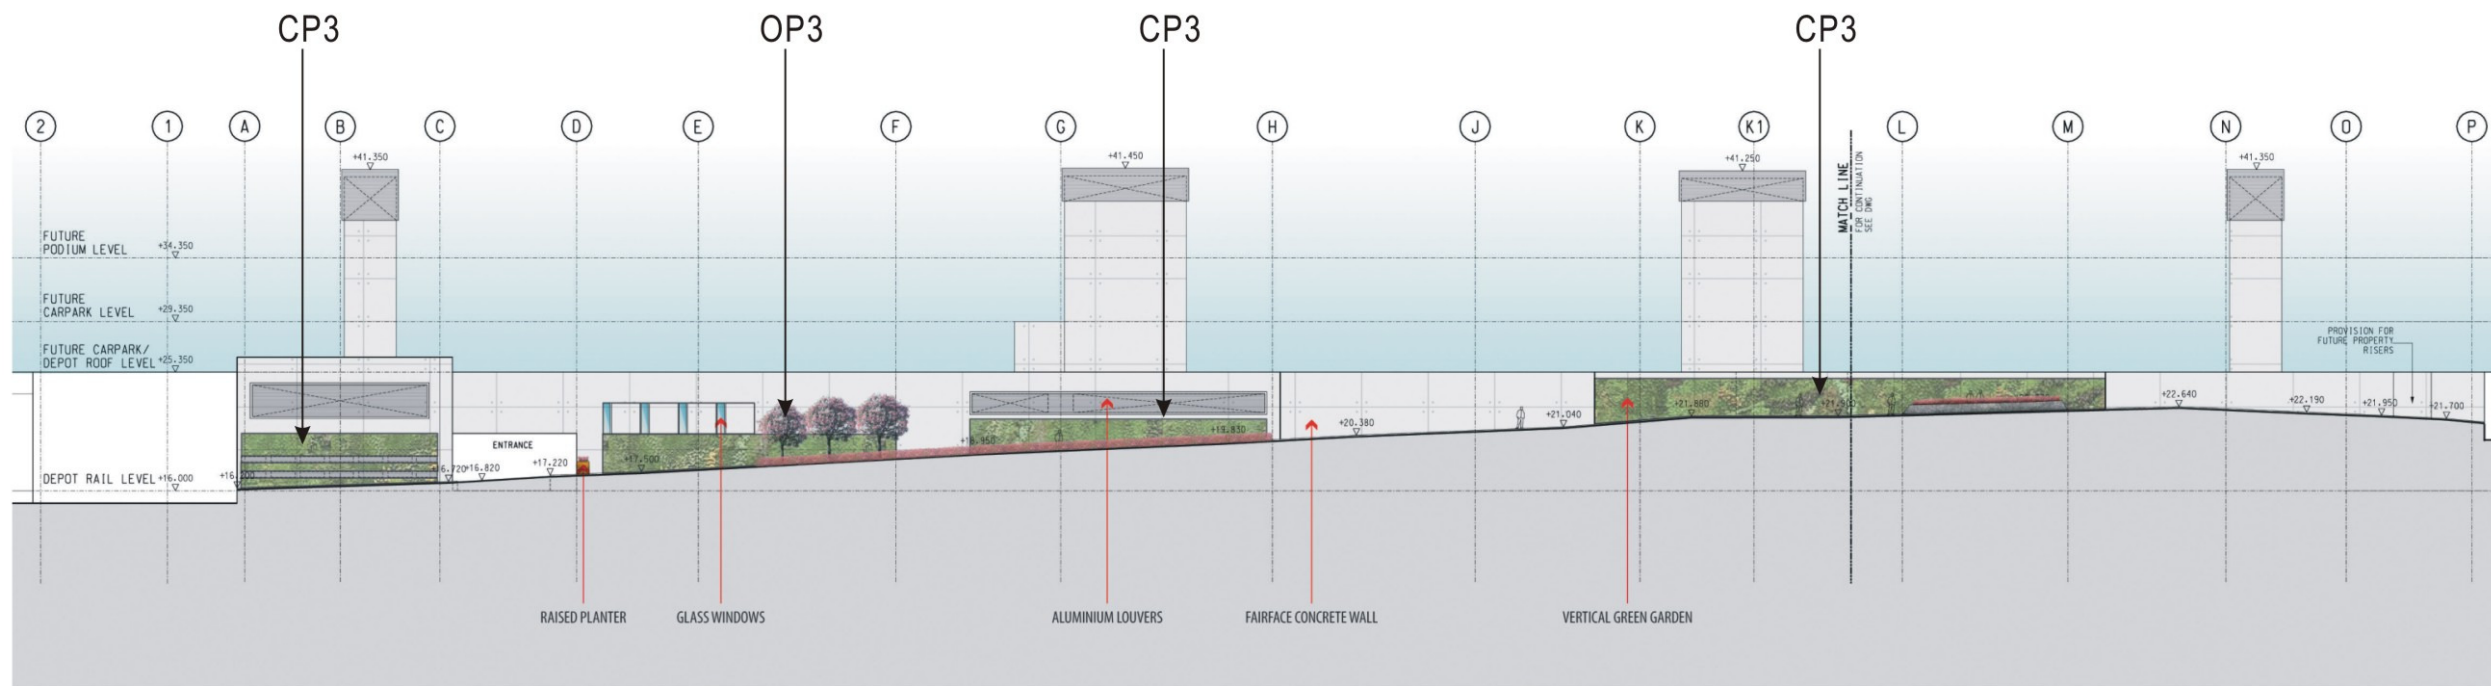 CP3
OP3
CP3
CP3
2
1
A
B
C
D
E
F
G
H
J
K
K1
L
M
N
O
P
+41.350
+41.450
+41.250
+41.350
MATCH LINE
FOR CONTINUATION
SEE DWG
FUTURE
PODIUM LEVEL
+34.350
FUTURE
CARPARK LEVEL
+29.350
FUTURE CARPARK/
DEPOT ROOF LEVEL
+25.350
PROVISION FOR
FUTURE PROPERTY
RISERS
ENTRANCE
DEPOT RAIL LEVEL
+16.000
+16.820
+17.220
+17.500
+18.950
+19.830
+20.380
+21.040
+21.880
+22.640
+22.190
+21.950
+21.700
RAISED PLANTER
GLASS WINDOWS
ALUMINIUM LOUVERS
FAIRFACE CONCRETE WALL
VERTICAL GREEN GARDEN